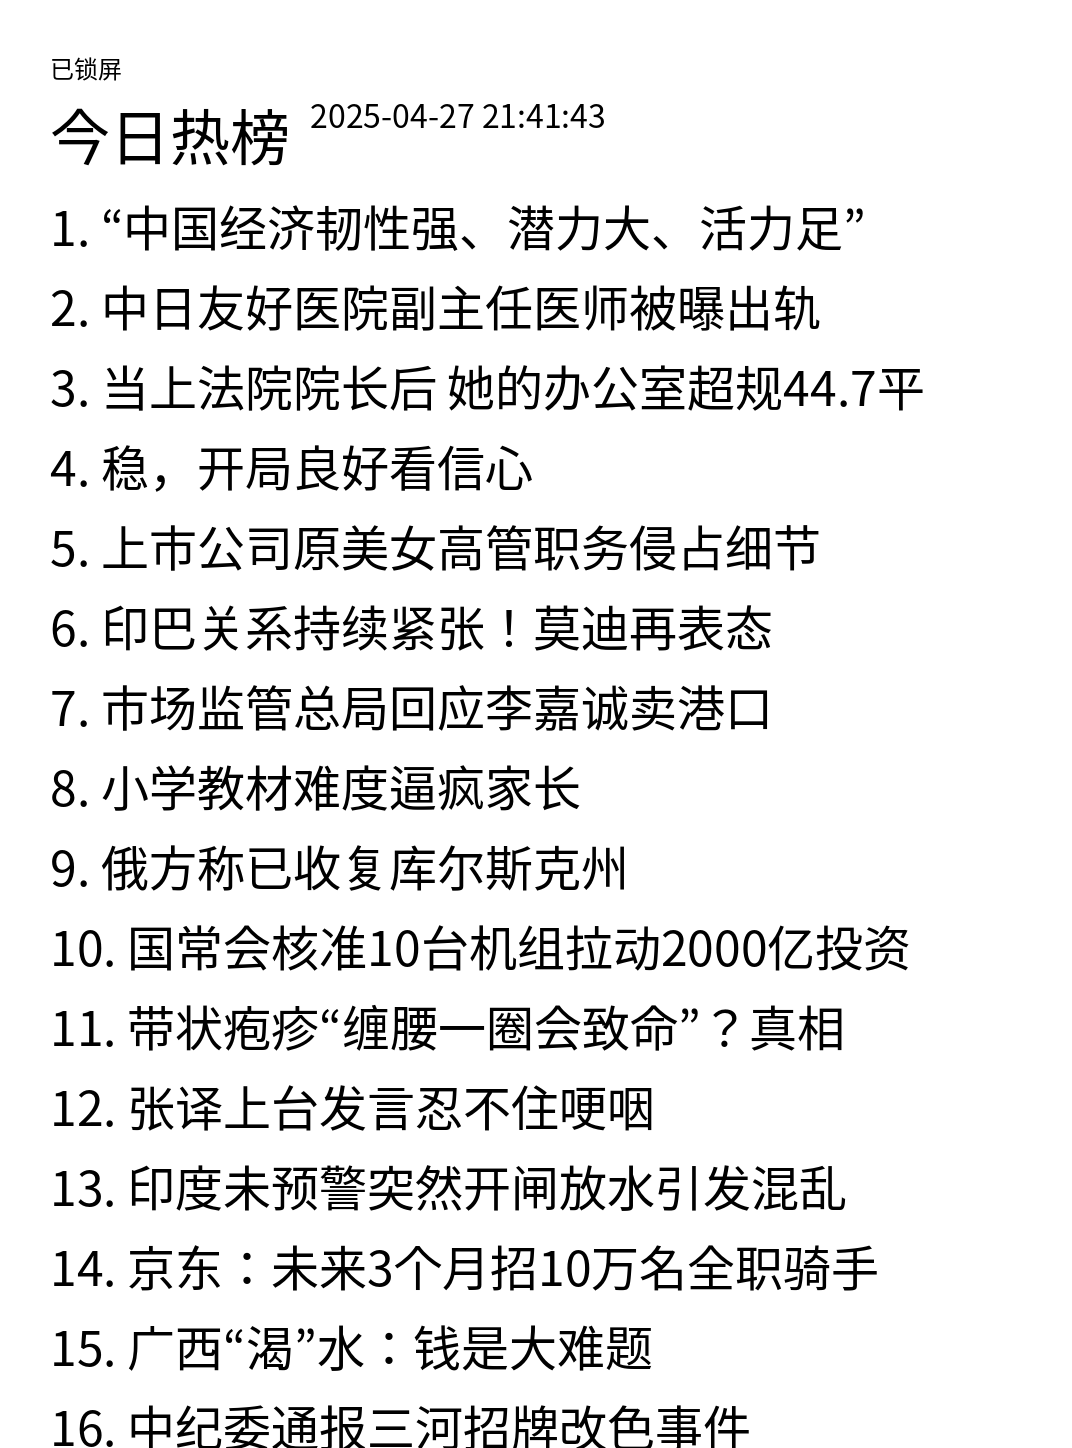 已锁屏
今日热榜 2025-04-27 21:41:43
1. “中国经济韧性强、潜力大、活力足”
2. 中日友好医院副主任医师被曝出轨
3. 当上法院院长后 她的办公室超规44.7平
4. 稳，开局良好看信心
5. 上市公司原美女高管职务侵占细节
6. 印巴关系持续紧张！莫迪再表态
7. 市场监管总局回应李嘉诚卖港口
8. 小学教材难度逼疯家长
9. 俄方称已收复库尔斯克州
10. 国常会核准10台机组拉动2000亿投资
11. 带状疱疹“缠腰一圈会致命”？真相
12. 张译上台发言忍不住哽咽
13. 印度未预警突然开闸放水引发混乱
14. 京东：未来3个月招10万名全职骑手
15. 广西“渴”水：钱是大难题
16. 中纪委通报三河招牌改色事件